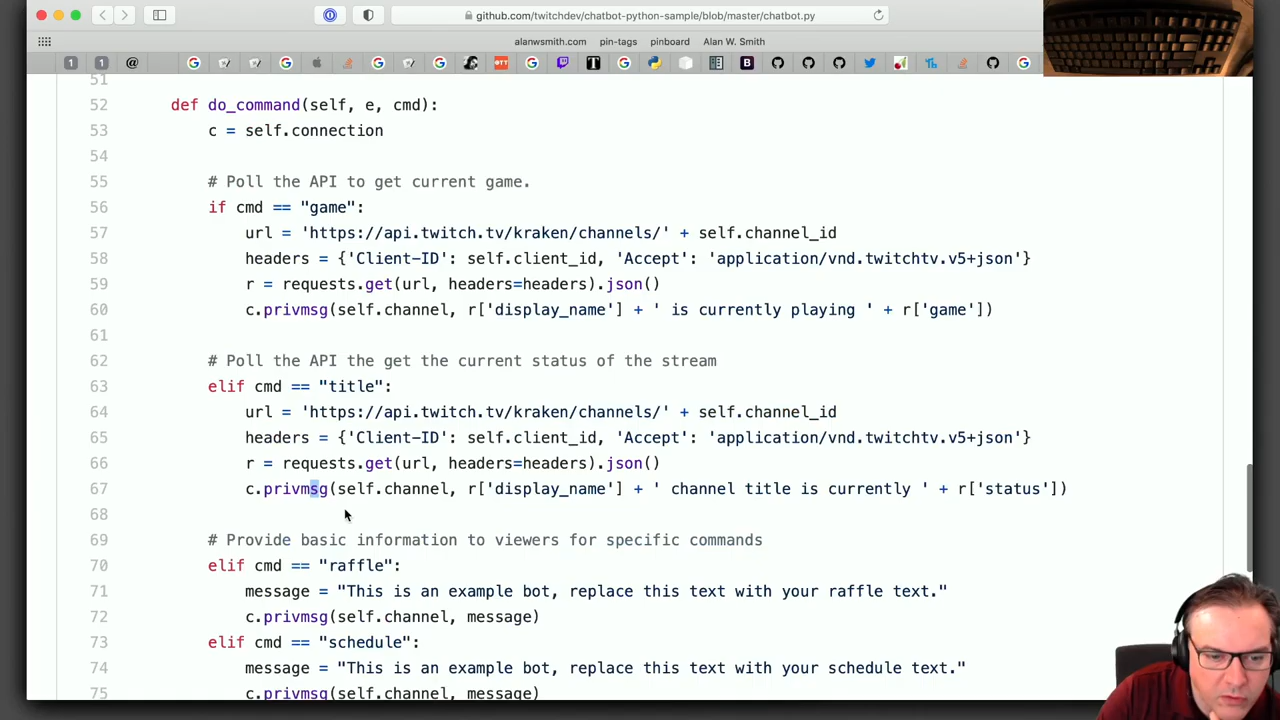 github.com/twitchdev/chatbot-python-sample/blob/master/chatbot.py
alanwsmith.com pin-tags pinboard Alan W. Smith
51
52 def do_command(self, e, cmd):
53 c = self.connection
54
55 # Poll the API to get current game.
56 if cmd == "game":
57 url = 'https://api.twitch.tv/kraken/channels/' + self.channel_id
58 headers = {'Client-ID': self.client_id, 'Accept': 'application/vnd.twitchtv.v5+json'}
59 r = requests.get(url, headers=headers).json()
60 c.privmsg(self.channel, r['display_name'] + ' is currently playing ' + r['game'])
61
62 # Poll the API the get the current status of the stream
63 elif cmd == "title":
64 url = 'https://api.twitch.tv/kraken/channels/' + self.channel_id
65 headers = {'Client-ID': self.client_id, 'Accept': 'application/vnd.twitchtv.v5+json'}
66 r = requests.get(url, headers=headers).json()
67 c.privmsg(self.channel, r['display_name'] + ' channel title is currently ' + r['status'])
68
69 # Provide basic information to viewers for specific commands
70 elif cmd == "raffle":
71 message = "This is an example bot, replace this text with your raffle text."
72 c.privmsg(self.channel, message)
73 elif cmd == "schedule":
74 message = "This is an example bot, replace this text with your schedule text."
75 c.privmsg(self.channel, message)